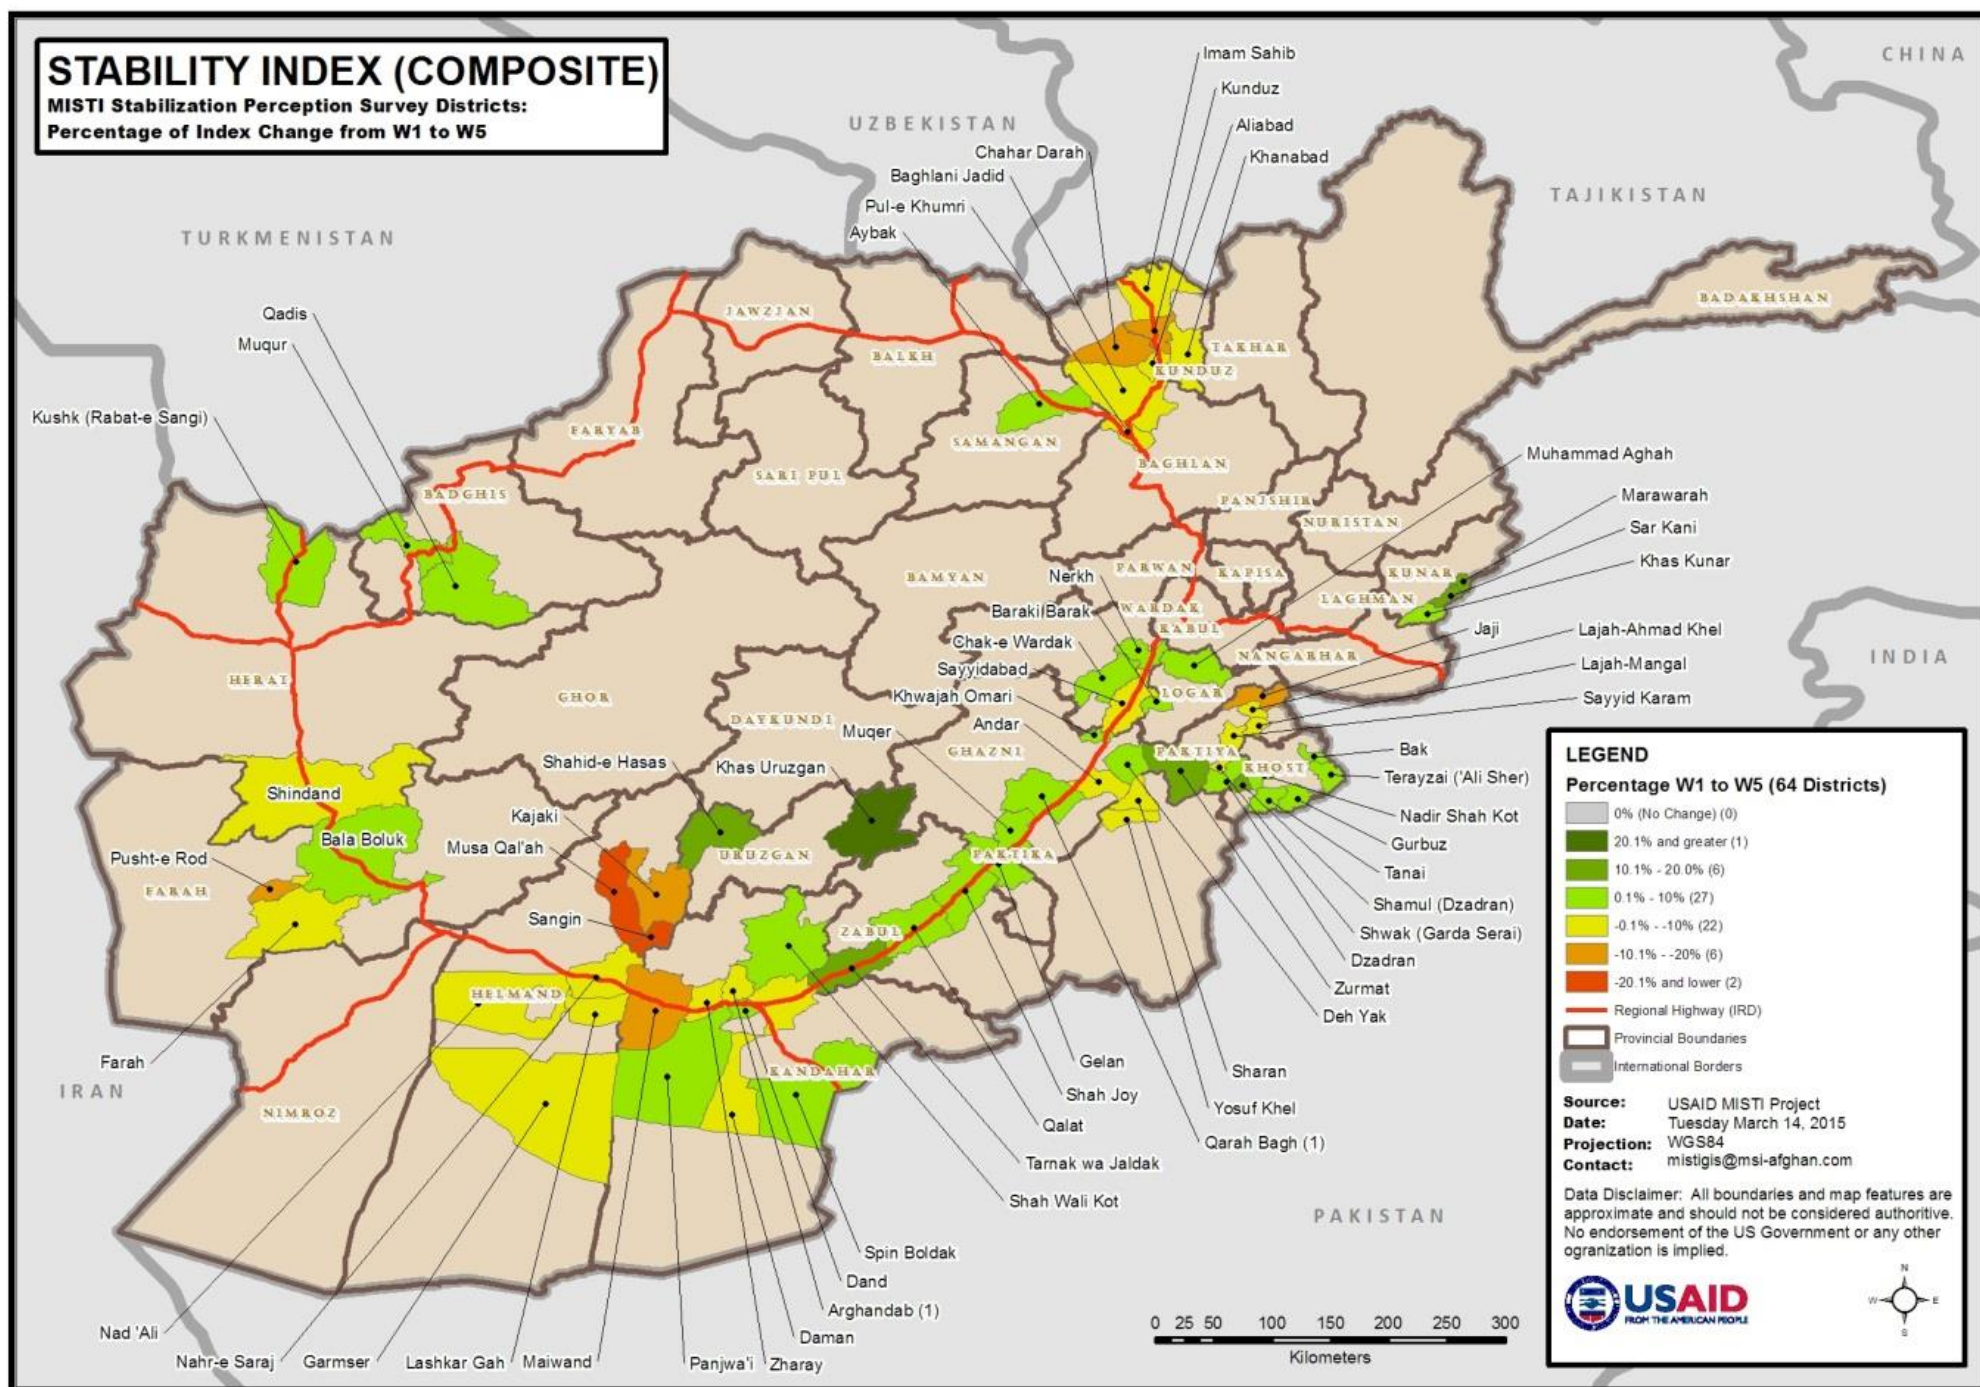 STABILITY INDEX (COMPOSITE)
MISTI Stabilization Perception Survey Districts:
Percentage of Index Change from W1 to W5
CHINA
UZBEKISTAN
TAJIKISTAN
TURKMENISTAN
INDIA
IRAN
PAKISTAN
Imam Sahib
Kunduz
Aliabad
Khanabad
Chahar Darah
Baghlani Jadid
Pul-e Khumri
Aybak
Qadis
Muqur
Kushk (Rabat-e Sangi)
JAWZJAN
BALKH
TAKHAR
KUNDUZ
BADAKHSHAN
FARYAB
SAMANGAN
BAGHLAN
SARI PUL
BADGHIS
PANJSHIR
NURISTAN
Muhammad Aghah
Marawarah
Sar Kani
Khas Kunar
BAMYAN
PARWAN
KAPISA
KUNAR
LAGHMAN
Nerkh
WARDAK
KABUL
Baraki Barak
Chak-e Wardak
Sayyidabad
Khwajah Omari
Andar
Muqer
NANGARHAR
LOGAR
Jaji
Lajah-Ahmad Khel
Lajah-Mangal
Sayyid Karam
HERAT
GHOR
DAYKUNDI
GHAZNI
PAKTIYA
KHOST
Bak
Terayzai ('Ali Sher)
Nadir Shah Kot
Gurbuz
Tanai
Shamul (Dzadran)
Shwak (Garda Serai)
Dzadran
Zurmat
Deh Yak
Shindand
Bala Boluk
Pusht-e Rod
FARAH
Farah
Shahid-e Hasas
Khas Uruzgan
Kajaki
Musa Qal'ah
Sangin
URUZGAN
PAKTIKA
ZABUL
HELMAND
KANDAHAR
NIMROZ
Gelan
Shah Joy
Qalat
Tarnak wa Jaldak
Shah Wali Kot
Sharan
Yosuf Khel
Qarah Bagh (1)
Spin Boldak
Dand
Arghandab (1)
Daman
Nad 'Ali
Nahr-e Saraj
Garmser
Lashkar Gah
Maiwand
Panjwa'i
Zharay
0 25 50 100 150 200 250 300
Kilometers
LEGEND
Percentage W1 to W5 (64 Districts)
0% (No Change) (0)
20.1% and greater (1)
10.1% - 20.0% (6)
0.1% - 10% (27)
-0.1% - -10% (22)
-10.1% - -20% (6)
-20.1% and lower (2)
Regional Highway (IRD)
Provincial Boundaries
International Borders
Source: USAID MISTI Project
Date: Tuesday March 14, 2015
Projection: WGS84
Contact: mistigis@msi-afghan.com
Data Disclaimer: All boundaries and map features are
approximate and should not be considered authoritive.
No endorsement of the US Government or any other
ogranization is implied.
USAID
FROM THE AMERICAN PEOPLE
N
W E
S